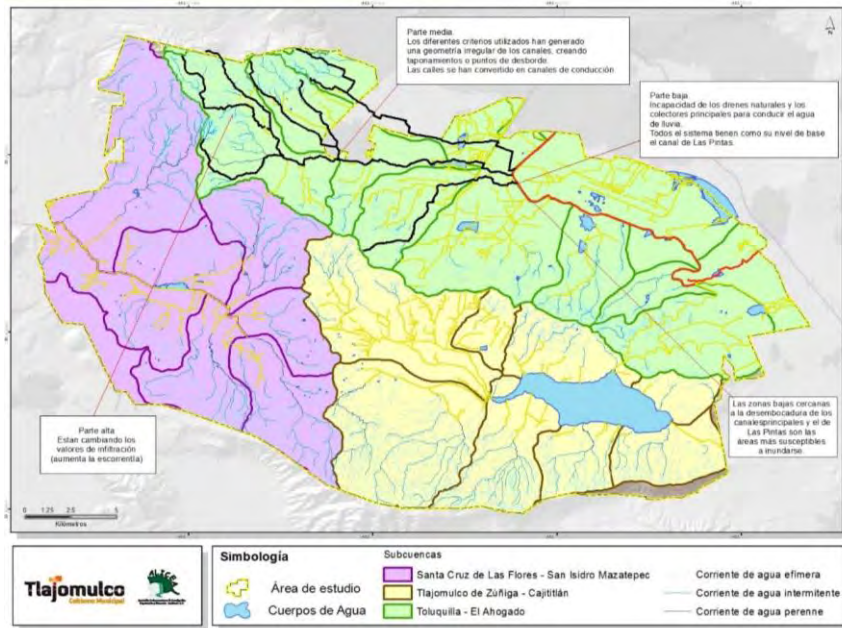 Parte media
Los diferentes criterios utilizados han generado
una geometría irregular de los canales, creando
taponamientos o puntos de desborde.
Las calles se han convertido en canales de conducción
Parte baja
Incapacidad de los drenes naturales y los
colectores principales para conducir el agua
de lluvia.
Todos el sistema tienen como su nivel de base
el canal de Las Pintas.
Parte alta
Estan cambiando los
valores de infiltración
(aumenta la escorrentía)
Las zonas bajas cercanas
a la desembocadura de los
canalesprincipales y el de
Las Pintas son las
áreas más susceptibles
a inundarse.
0 1.25 2.5 5
Kilómetros
Tlajomulco
Gobierno Municipal
Simbología
Área de estudio
Cuerpos de Agua
Subcuencas
Santa Cruz de Las Flores - San Isidro Mazatepec
Tlajomulco de Zúñiga - Cajititlán
Toluquilla - El Ahogado
Corriente de agua efímera
Corriente de agua intermitente
Corriente de agua perenne